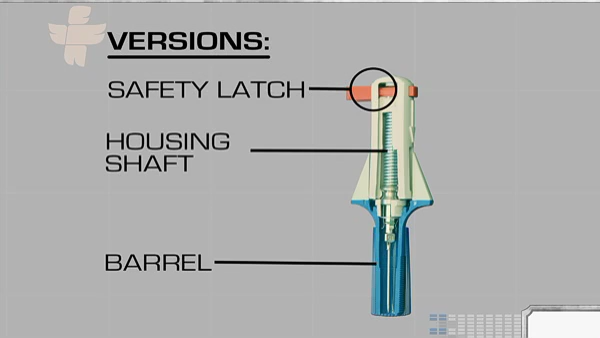 VERSIONS:
SAFETY LATCH
HOUSING
SHAFT
BARREL